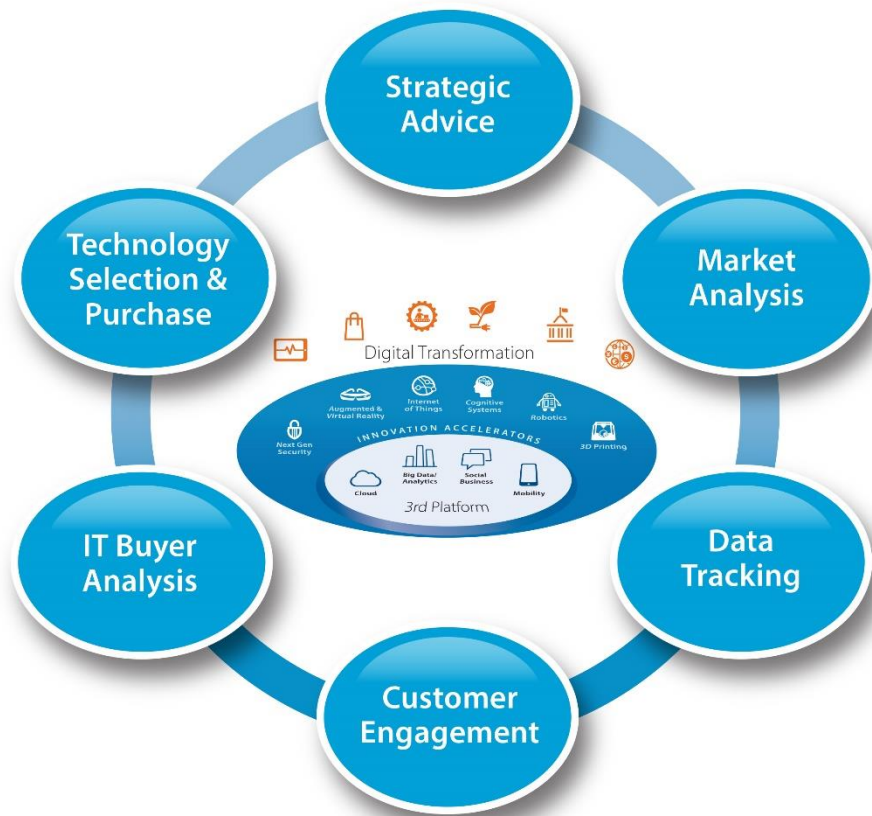 Strategic
Advice
Technology
Selection &
Purchase
Market
Analysis
Digital Transformation
Augmented &
Virtual Reality
Internet
of Things
Cognitive
Systems
Robotics
Next Gen
Security
INNOVATION ACCELERATORS
3D Printing
Cloud
Big Data/
Analytics
Social
Business
Mobility
3rd Platform
IT Buyer
Analysis
Data
Tracking
Customer
Engagement